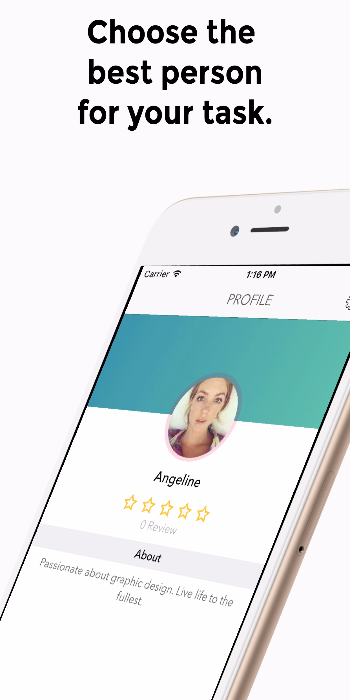 Choose the
best person
for your task.
Carrier 1:16 PM
PROFILE
Angeline
0 Review
About
Passionate about graphic design. Live life to the
fullest